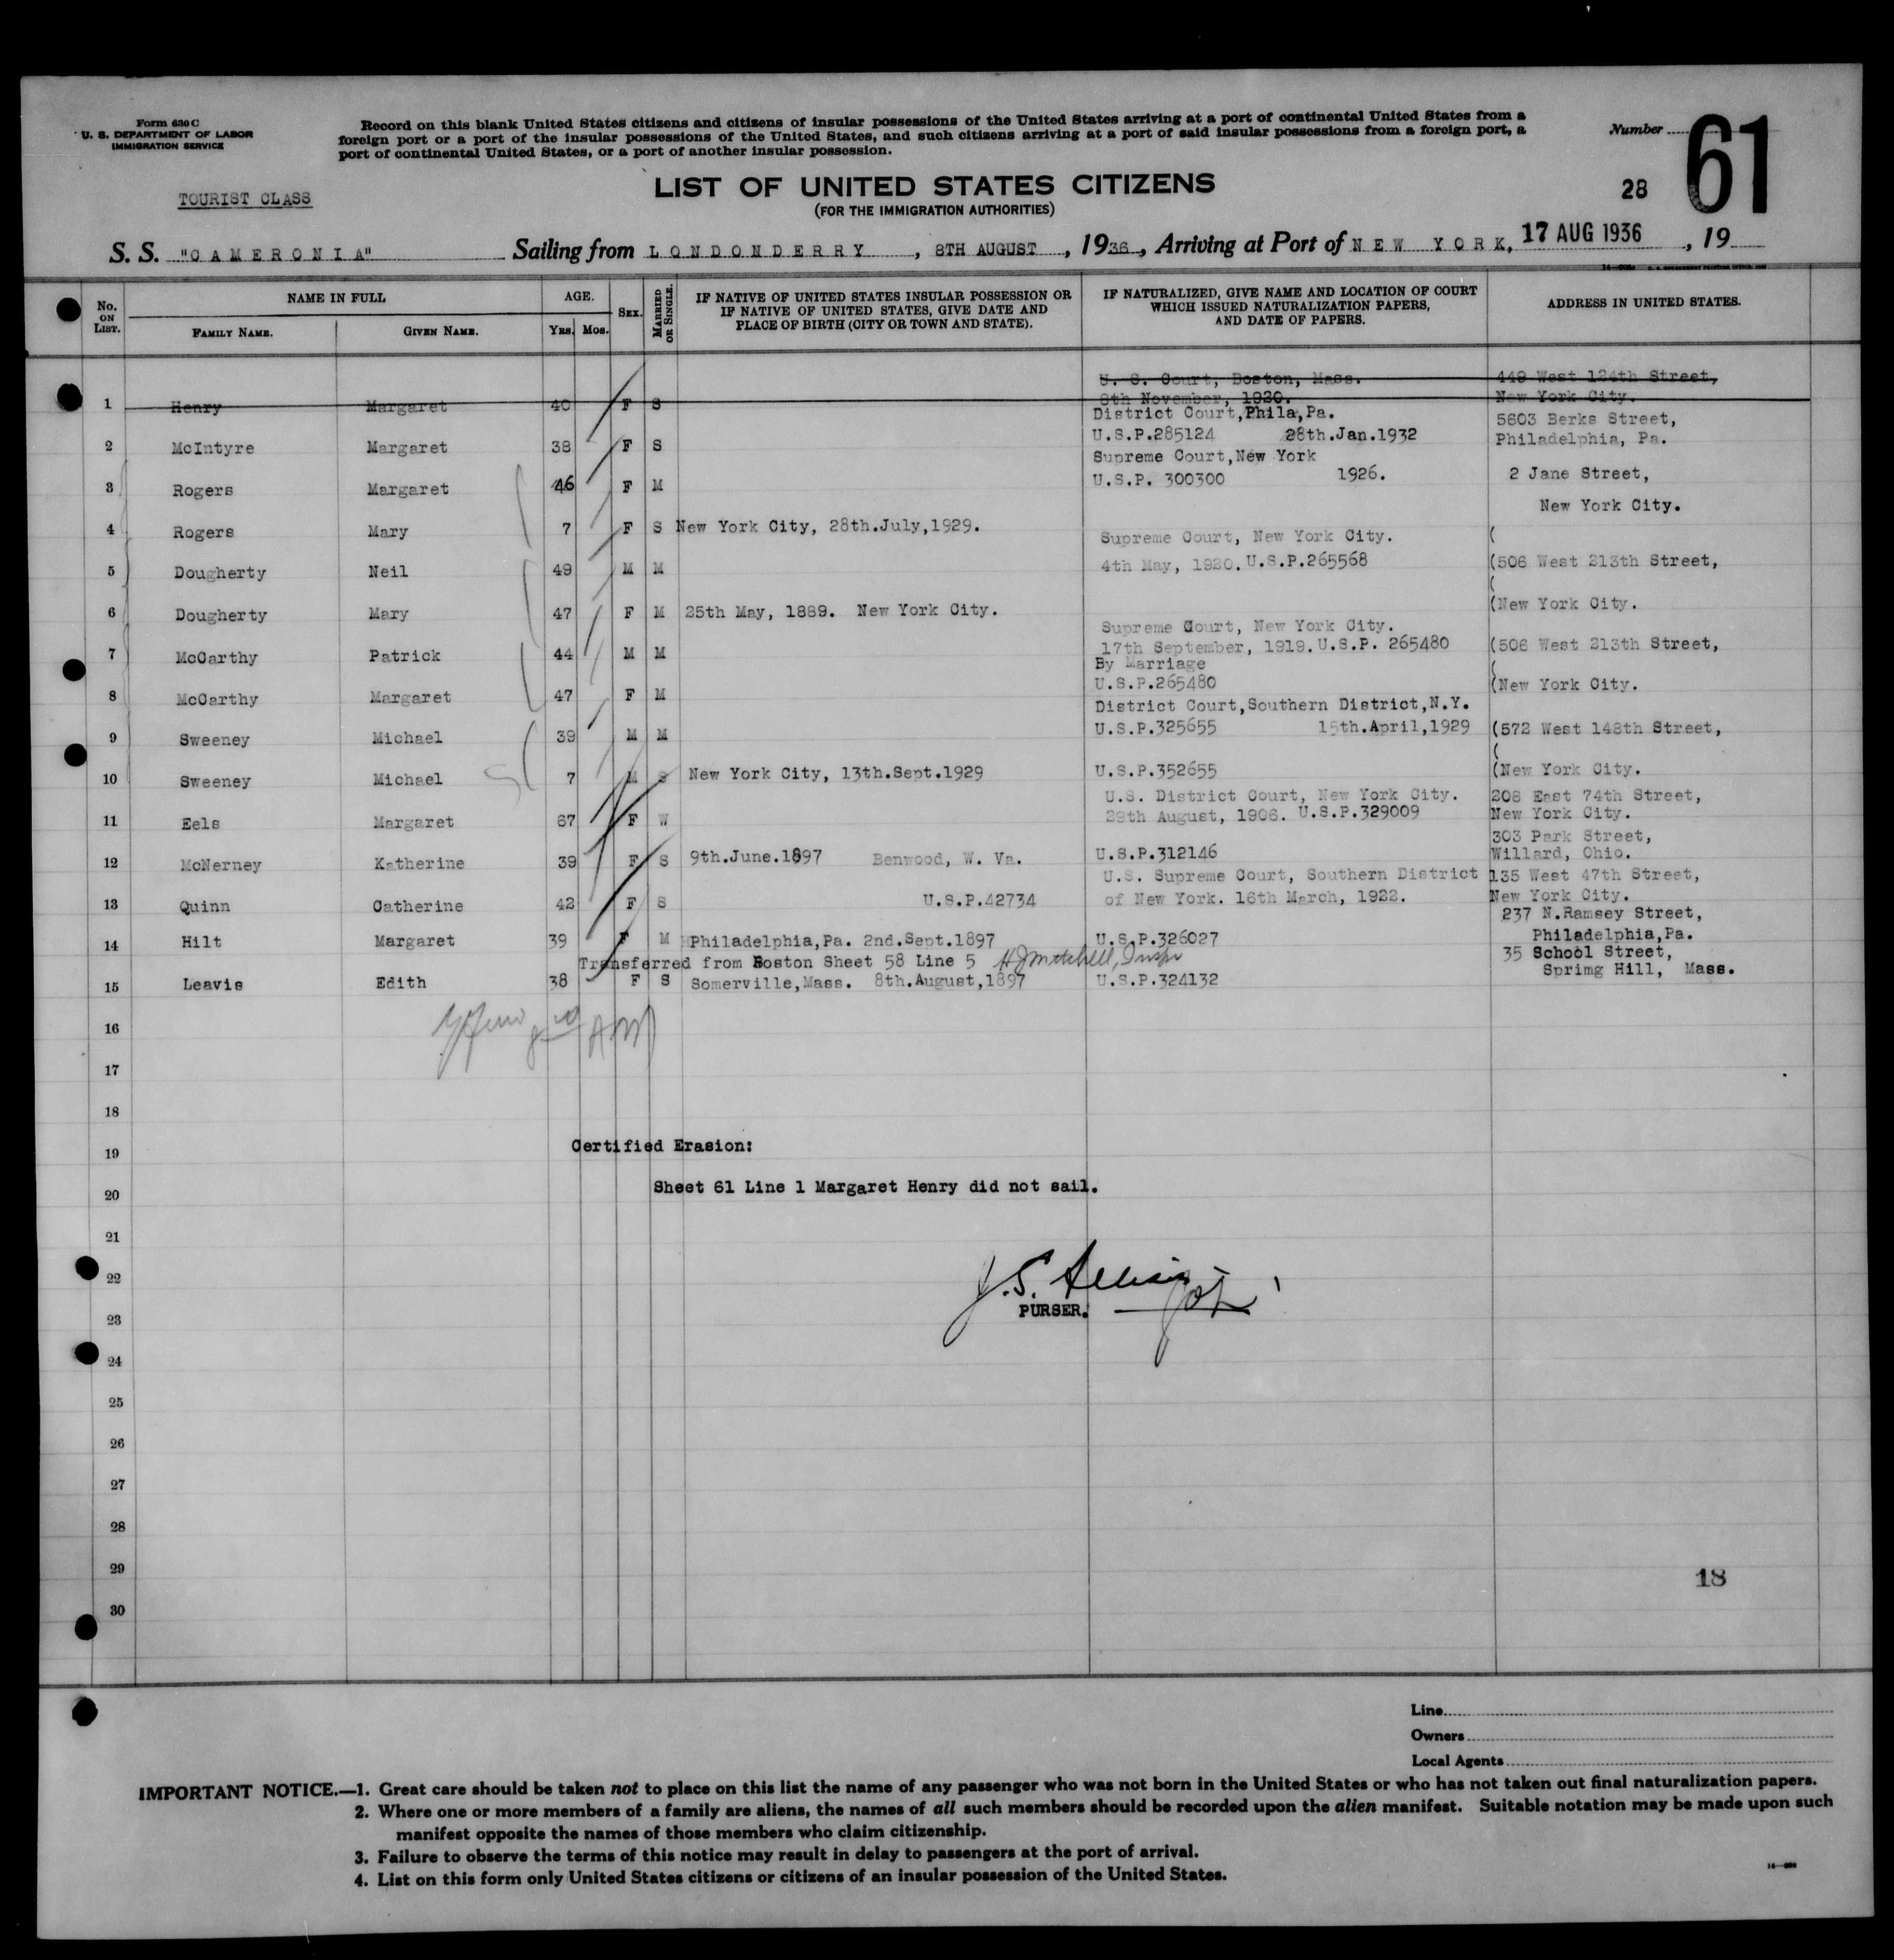 Form 630 C
U. S. DEPARTMENT OF LABOR
IMMIGRATION SERVICE
Record on this blank United States citizens and citizens of insular possessions of the United States arriving at a port of continental United States from a
foreign port or a port of the insular possessions of the United States, and such citizens arriving at a port of said insular possessions from a foreign port, a
port of continental United States, or a port of another insular possession.
Number 61
28
TOURIST CLASS
LIST OF UNITED STATES CITIZENS
(FOR THE IMMIGRATION AUTHORITIES)
S. S. "CAMERONIA" Sailing from LONDONDERRY, 8TH AUGUST, 1936, Arriving at Port of NEW YORK, 17 AUG 1936, 19
No. ON LIST. NAME IN FULL FAMILY NAME. GIVEN NAME. AGE. YRS. MOS. SEX. MARRIED OR SINGLE. IF NATIVE OF UNITED STATES INSULAR POSSESSION OR IF NATIVE OF UNITED STATES, GIVE DATE AND PLACE OF BIRTH (CITY OR TOWN AND STATE). IF NATURALIZED, GIVE NAME AND LOCATION OF COURT WHICH ISSUED NATURALIZATION PAPERS, AND DATE OF PAPERS. ADDRESS IN UNITED STATES.
U. S. Court, Boston, Mass. 449 West 124th Street,
1 Henry Margaret 40 F S 8th November, 1920. New York City.
District Court,Phila,Pa. 5603 Berks Street,
2 McIntyre Margaret 38 F S U.S.P.285124 28th.Jan.1932 Philadelphia, Pa.
Supreme Court,New York
3 Rogers Margaret 46 F M U.S.P. 300300 1926. 2 Jane Street,
New York City.
4 Rogers Mary 7 F S New York City, 28th.July,1929.
Supreme Court, New York City. (
5 Dougherty Neil 49 M M 4th May, 1920. U.S.P.265568 (506 West 213th Street,
(
6 Dougherty Mary 47 F M 25th May, 1889. New York City. (New York City.
Supreme Court, New York City.
7 McCarthy Patrick 44 M M 17th September, 1919. U.S.P. 265480 (506 West 213th Street,
By Marriage (
8 McCarthy Margaret 47 F M U.S.P.265480 (New York City.
District Court,Southern District,N.Y.
9 Sweeney Michael 39 M M U.S.P.325655 15th.April,1929 (572 West 148th Street,
(
10 Sweeney Michael 7 M S New York City, 13th.Sept.1929 U.S.P.352655 (New York City.
U.S. District Court, New York City. 208 East 74th Street,
11 Eels Margaret 67 F W 29th August, 1906. U.S.P.329009 New York City.
303 Park Street,
12 McNerney Katherine 39 F S 9th.June.1897 Benwood, W. Va. U.S.P.312146 Willard, Ohio.
U.S. Supreme Court, Southern District 135 West 47th Street,
13 Quinn Catherine 42 F S U.S.P.42734 of New York. 16th March, 1922. New York City.
237 N.Ramsey Street,
14 Hilt Margaret 39 F M Philadelphia,Pa. 2nd.Sept.1897 U.S.P.326027 Philadelphia,Pa.
Transferred from Boston Sheet 58 Line 5 H J Mitchell, Inspr 35 School Street,
15 Leavis Edith 38 F S Somerville,Mass. 8th.August,1897 U.S.P.324132 Spring Hill, Mass.
16
17
18
19 Certified Erasion:
20 Sheet 61 Line 1 Margaret Henry did not sail.
21
22 J.S.
23 PURSER.
24
25
26
27
28
29 18
30
Line
Owners
Local Agents
IMPORTANT NOTICE.—1. Great care should be taken not to place on this list the name of any passenger who was not born in the United States or who has not taken out final naturalization papers.
2. Where one or more members of a family are aliens, the names of all such members should be recorded upon the alien manifest. Suitable notation may be made upon such
manifest opposite the names of those members who claim citizenship.
3. Failure to observe the terms of this notice may result in delay to passengers at the port of arrival.
4. List on this form only United States citizens or citizens of an insular possession of the United States.